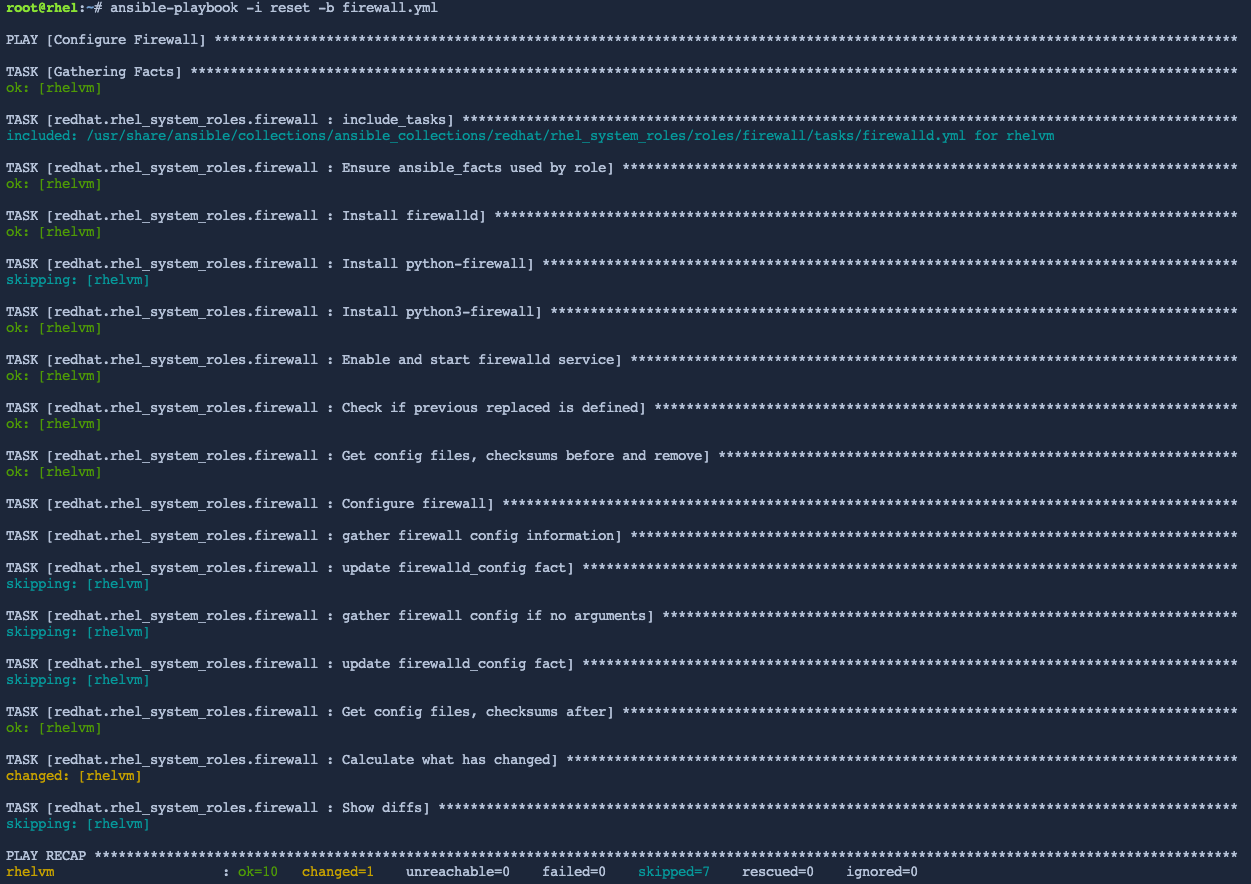 root@rhel:~# ansible-playbook -i reset -b firewall.yml
PLAY [Configure Firewall] ********************************************************************************************************************************
TASK [Gathering Facts] ***********************************************************************************************************************************
ok: [rhelvm]
TASK [redhat.rhel_system_roles.firewall : include_tasks] *************************************************************************************************
included: /usr/share/ansible/collections/ansible_collections/redhat/rhel_system_roles/roles/firewall/tasks/firewalld.yml for rhelvm
TASK [redhat.rhel_system_roles.firewall : Ensure ansible_facts used by role] *****************************************************************************
ok: [rhelvm]
TASK [redhat.rhel_system_roles.firewall : Install firewalld] *********************************************************************************************
ok: [rhelvm]
TASK [redhat.rhel_system_roles.firewall : Install python-firewall] ***************************************************************************************
skipping: [rhelvm]
TASK [redhat.rhel_system_roles.firewall : Install python3-firewall] **************************************************************************************
ok: [rhelvm]
TASK [redhat.rhel_system_roles.firewall : Enable and start firewalld service] ****************************************************************************
ok: [rhelvm]
TASK [redhat.rhel_system_roles.firewall : Check if previous replaced is defined] *************************************************************************
ok: [rhelvm]
TASK [redhat.rhel_system_roles.firewall : Get config files, checksums before and remove] *****************************************************************
ok: [rhelvm]
TASK [redhat.rhel_system_roles.firewall : Configure firewall] ********************************************************************************************
TASK [redhat.rhel_system_roles.firewall : gather firewall config information] ****************************************************************************
TASK [redhat.rhel_system_roles.firewall : update firewalld_config fact] **********************************************************************************
skipping: [rhelvm]
TASK [redhat.rhel_system_roles.firewall : gather firewall config if no arguments] ************************************************************************
skipping: [rhelvm]
TASK [redhat.rhel_system_roles.firewall : update firewalld_config fact] **********************************************************************************
skipping: [rhelvm]
TASK [redhat.rhel_system_roles.firewall : Get config files, checksums after] *****************************************************************************
ok: [rhelvm]
TASK [redhat.rhel_system_roles.firewall : Calculate what has changed] ************************************************************************************
changed: [rhelvm]
TASK [redhat.rhel_system_roles.firewall : Show diffs] ****************************************************************************************************
skipping: [rhelvm]
PLAY RECAP ***********************************************************************************************************************************************
rhelvm                     : ok=10   changed=1    unreachable=0    failed=0    skipped=7    rescued=0    ignored=0